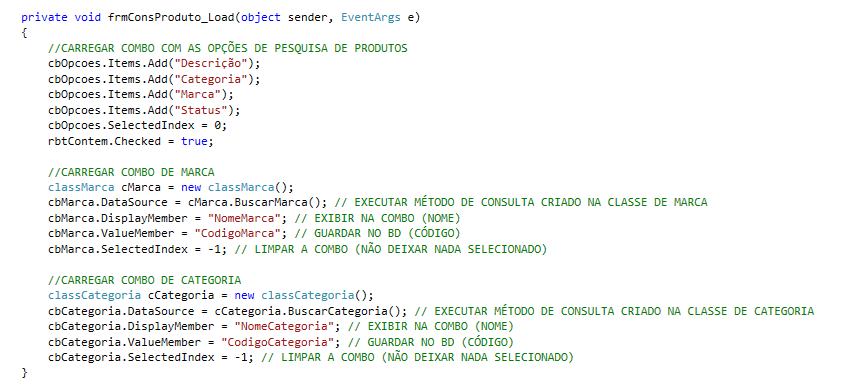 private void frmConsProduto_Load(object sender, EventArgs e)
{
//CARREGAR COMBO COM AS OPÇÕES DE PESQUISA DE PRODUTOS
cbOpcoes.Items.Add("Descrição");
cbOpcoes.Items.Add("Categoria");
cbOpcoes.Items.Add("Marca");
cbOpcoes.Items.Add("Status");
cbOpcoes.SelectedIndex = 0;
rbtContem.Checked = true;
//CARREGAR COMBO DE MARCA
classMarca cMarca = new classMarca();
cbMarca.DataSource = cMarca.BuscarMarca(); // EXECUTAR MÉTODO DE CONSULTA CRIADO NA CLASSE DE MARCA
cbMarca.DisplayMember = "NomeMarca"; // EXIBIR NA COMBO (NOME)
cbMarca.ValueMember = "CodigoMarca"; // GUARDAR NO BD (CÓDIGO)
cbMarca.SelectedIndex = -1; // LIMPAR A COMBO (NÃO DEIXAR NADA SELECIONADO)
//CARREGAR COMBO DE CATEGORIA
classCategoria cCategoria = new classCategoria();
cbCategoria.DataSource = cCategoria.BuscarCategoria(); // EXECUTAR MÉTODO DE CONSULTA CRIADO NA CLASSE DE CATEGORIA
cbCategoria.DisplayMember = "NomeCategoria"; // EXIBIR NA COMBO (NOME)
cbCategoria.ValueMember = "CodigoCategoria"; // GUARDAR NO BD (CÓDIGO)
cbCategoria.SelectedIndex = -1; // LIMPAR A COMBO (NÃO DEIXAR NADA SELECIONADO)
}